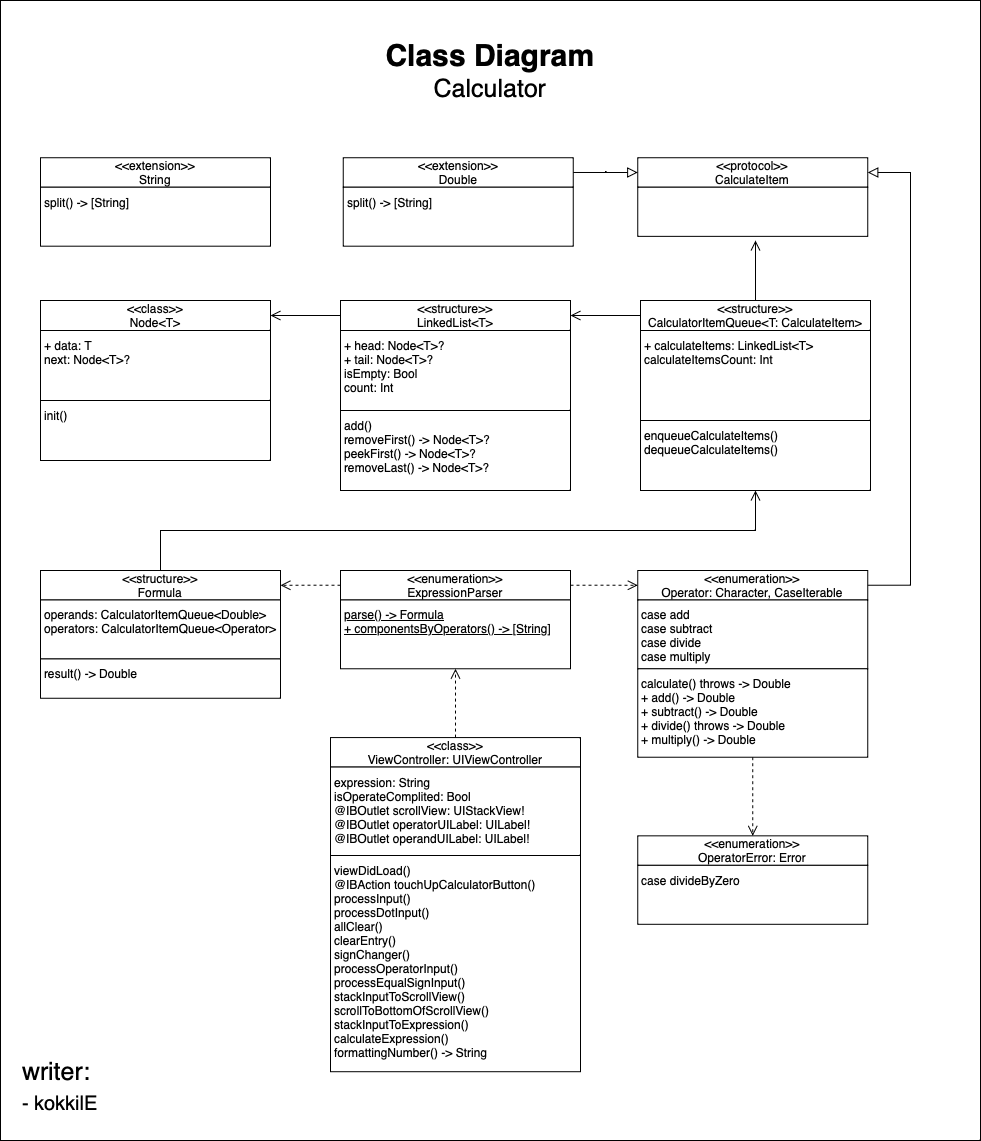 Class Diagram
Calculator
<<extension>>
String
split() -> [String]
<<extension>>
Double
split() -> [String]
<<protocol>>
CalculateItem
<<class>>
Node<T>
+ data: T
next: Node<T>?
init()
<<structure>>
LinkedList<T>
+ head: Node<T>?
+ tail: Node<T>?
isEmpty: Bool
count: Int
add()
removeFirst() -> Node<T>?
peekFirst() -> Node<T>?
removeLast() -> Node<T>?
<<structure>>
CalculatorItemQueue<T: CalculateItem>
+ calculateItems: LinkedList<T>
calculateItemsCount: Int
enqueueCalculateItems()
dequeueCalculateItems()
<<structure>>
Formula
operands: CalculatorItemQueue<Double>
operators: CalculatorItemQueue<Operator>
result() -> Double
<<enumeration>>
ExpressionParser
parse() -> Formula
+ componentsByOperators() -> [String]
<<enumeration>>
Operator: Character, CaseIterable
case add
case subtract
case divide
case multiply
calculate() throws -> Double
+ add() -> Double
+ subtract() -> Double
+ divide() throws -> Double
+ multiply() -> Double
<<class>>
ViewController: UIViewController
expression: String
isOperateComplited: Bool
@IBOutlet scrollView: UIStackView!
@IBOutlet operatorUILabel: UILabel!
@IBOutlet operandUILabel: UILabel!
viewDidLoad()
@IBAction touchUpCalculatorButton()
processInput()
processDotInput()
allClear()
clearEntry()
signChanger()
processOperatorInput()
processEqualSignInput()
stackInputToScrollView()
scrollToBottomOfScrollView()
stackInputToExpression()
calculateExpression()
formattingNumber() -> String
<<enumeration>>
OperatorError: Error
case divideByZero
writer:
- kokkilE